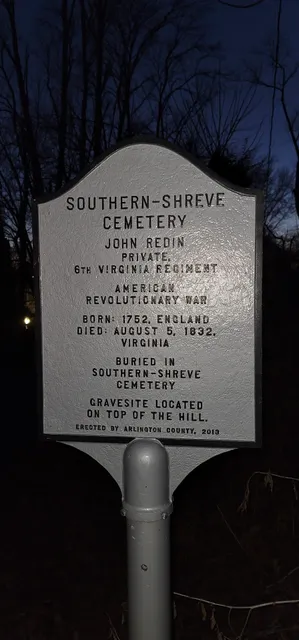 SOUTHERN-SHREVE
CEMETERY
JOHN REDIN
PRIVATE,
6TH VIRGINIA REGIMENT
AMERICAN
REVOLUTIONARY WAR
BORN: 1752, ENGLAND
DIED: AUGUST 5, 1832,
VIRGINIA
BURIED IN
SOUTHERN-SHREVE
CEMETERY
GRAVESITE LOCATED
ON TOP OF THE HILL.
ERECTED BY ARLINGTON COUNTY, 2013